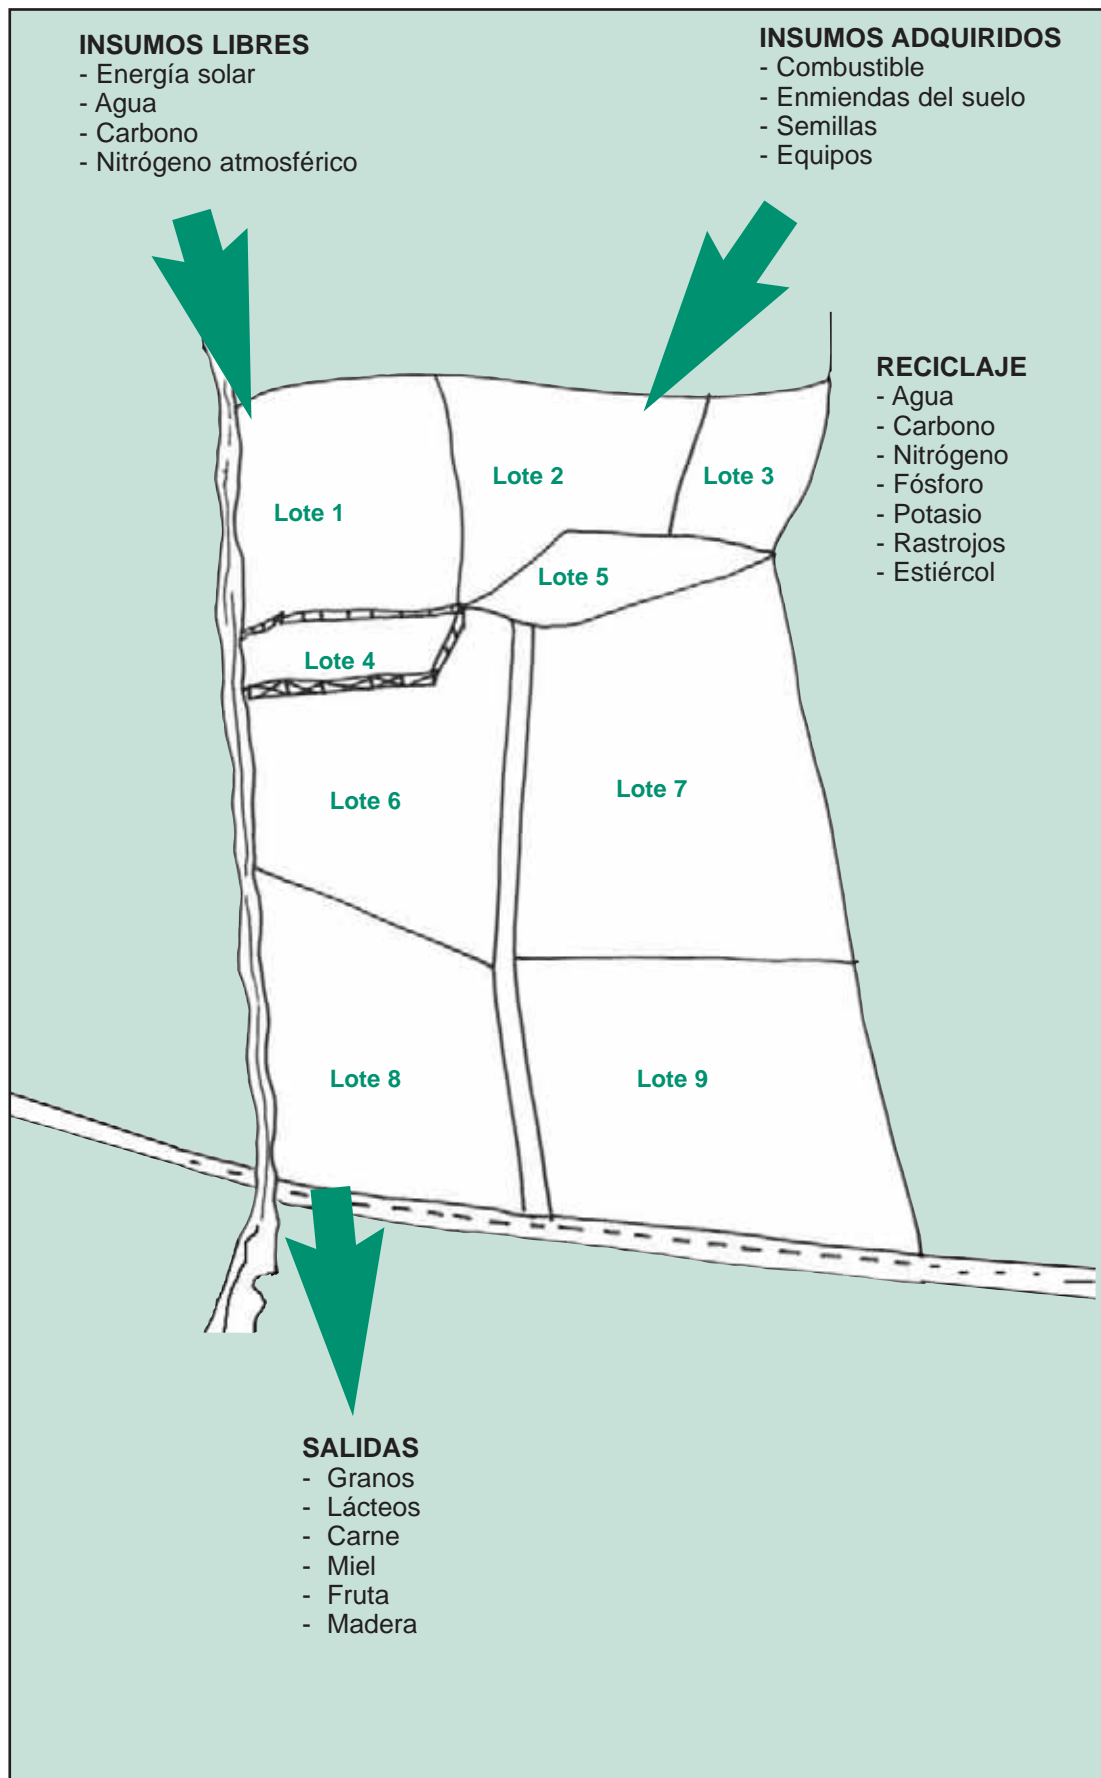 INSUMOS LIBRES
- Energía solar
- Agua
- Carbono
- Nitrógeno atmosférico
INSUMOS ADQUIRIDOS
- Combustible
- Enmiendas del suelo
- Semillas
- Equipos
RECICLAJE
- Agua
- Carbono
- Nitrógeno
- Fósforo
- Potasio
- Rastrojos
- Estiércol
Lote 1
Lote 2
Lote 3
Lote 5
Lote 4
Lote 6
Lote 7
Lote 8
Lote 9
SALIDAS
- Granos
- Lácteos
- Carne
- Miel
- Fruta
- Madera